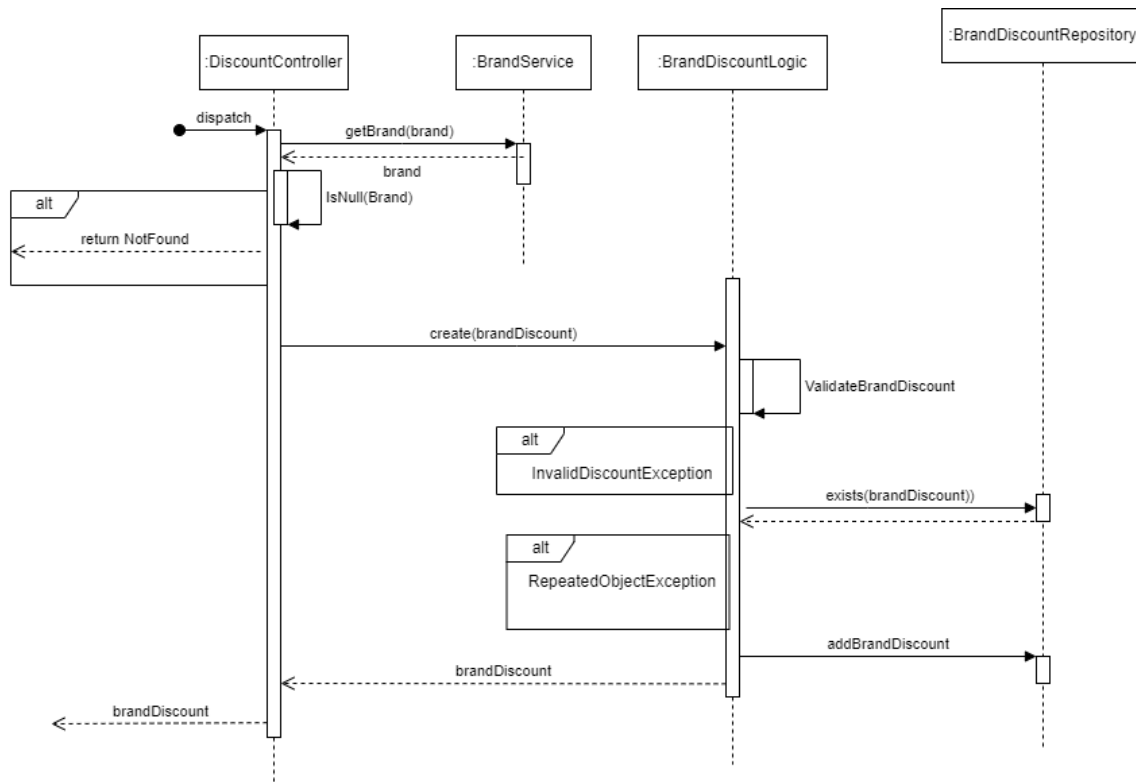 :BrandDiscountRepository
:DiscountController
:BrandService
:BrandDiscountLogic
dispatch
getBrand(brand)
brand
IsNull(Brand)
alt
return NotFound
create(brandDiscount)
ValidateBrandDiscount
alt
InvalidDiscountException
exists(brandDiscount))
alt
RepeatedObjectException
addBrandDiscount
brandDiscount
brandDiscount